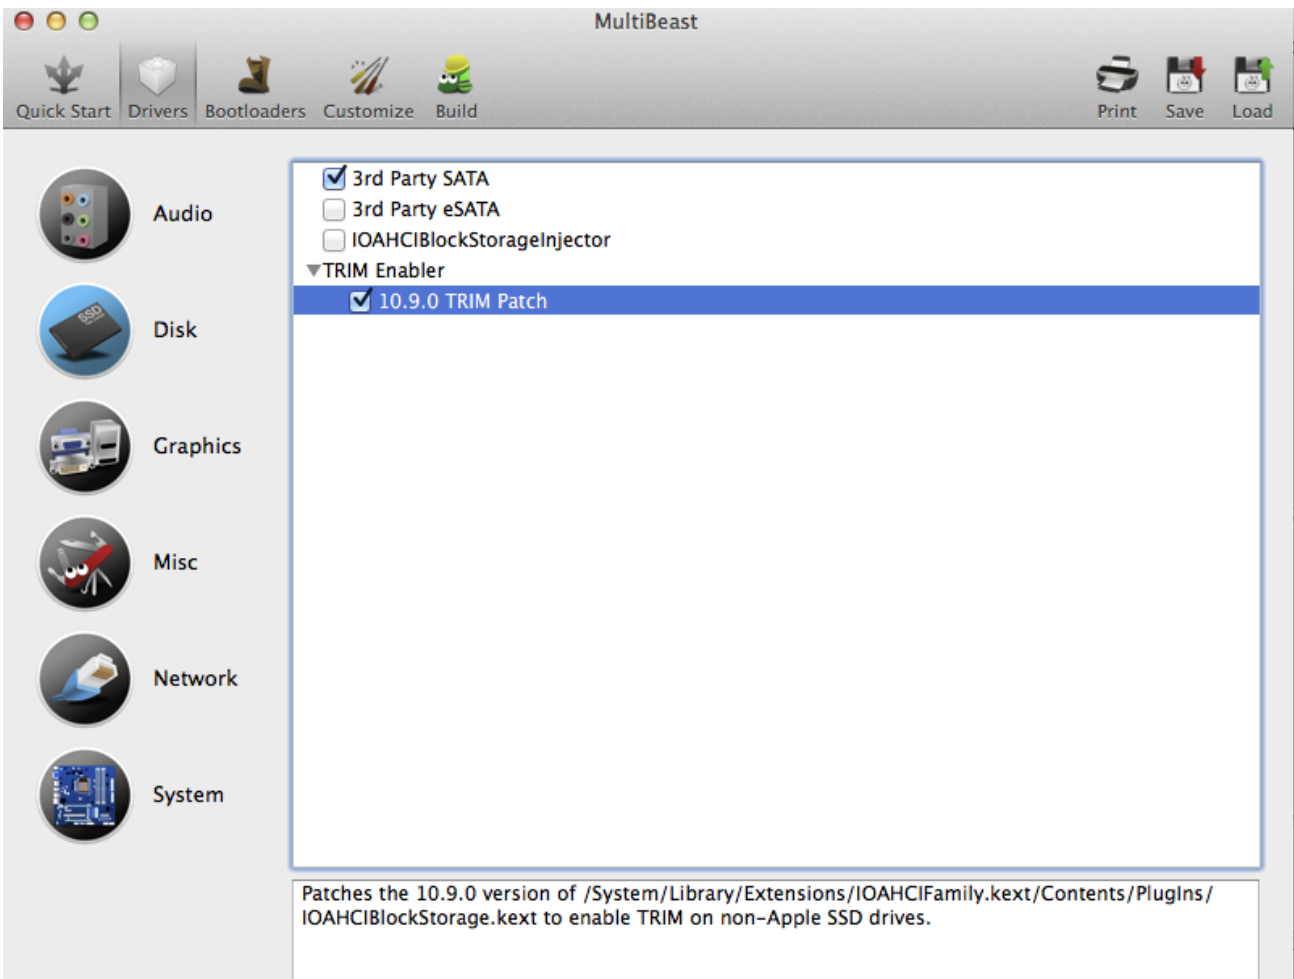 MultiBeast
Quick Start Drivers Bootloaders Customize Build Print Save Load
Audio
Disk
Graphics
Misc
Network
System
3rd Party SATA
3rd Party eSATA
IOAHCIBlockStorageInjector
TRIM Enabler
10.9.0 TRIM Patch
SSD
Patches the 10.9.0 version of /System/Library/Extensions/IOAHCIFamily.kext/Contents/PlugIns/
IOAHCIBlockStorage.kext to enable TRIM on non-Apple SSD drives.